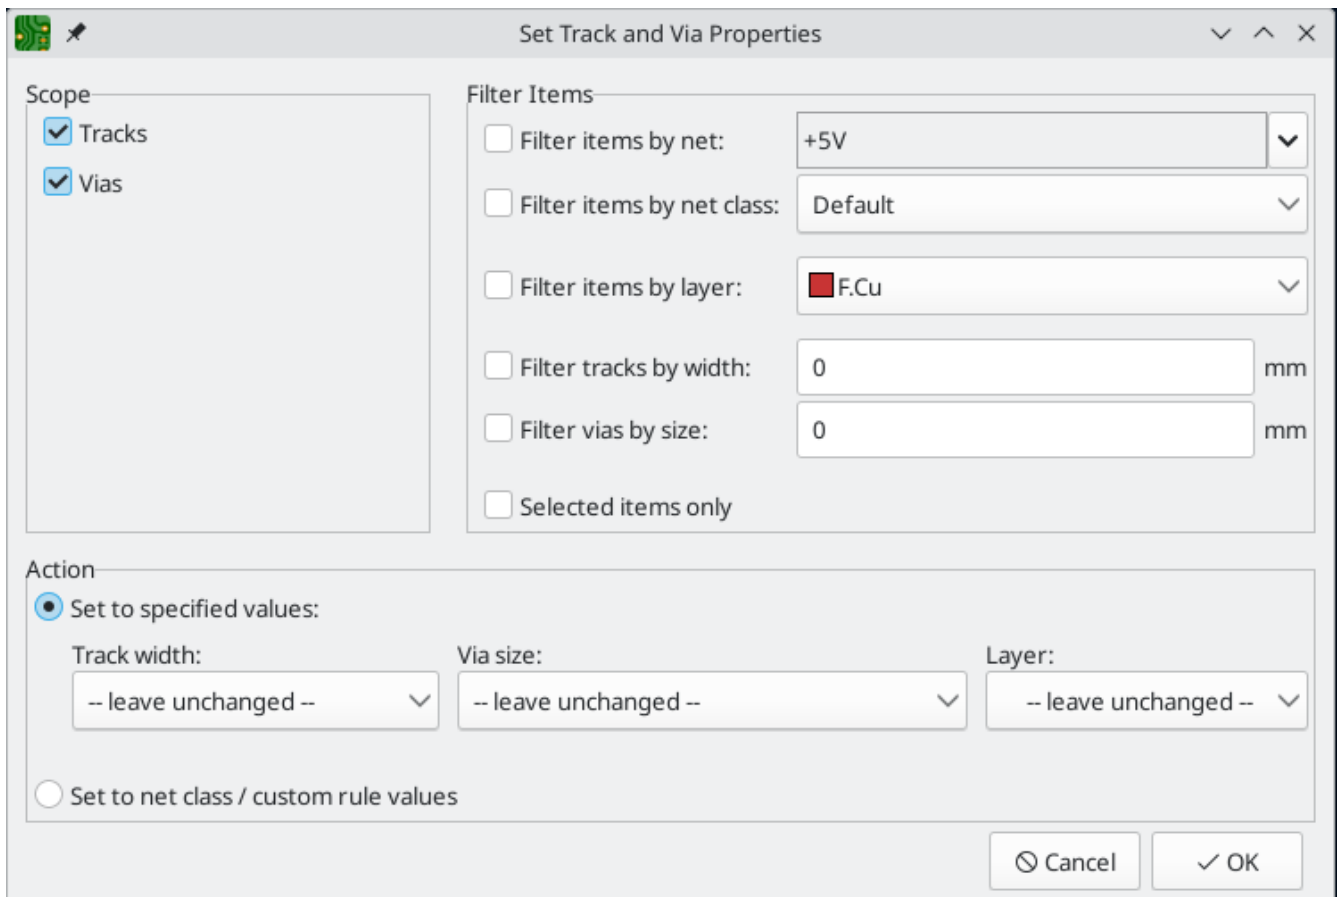 Set Track and Via Properties
Scope
Tracks
Vias
Filter Items
Filter items by net: +5V
Filter items by net class: Default
Filter items by layer: F.Cu
Filter tracks by width: 0 mm
Filter vias by size: 0 mm
Selected items only
Action
Set to specified values:
Track width: Via size: Layer:
-- leave unchanged -- -- leave unchanged -- -- leave unchanged --
Set to net class / custom rule values
Cancel OK